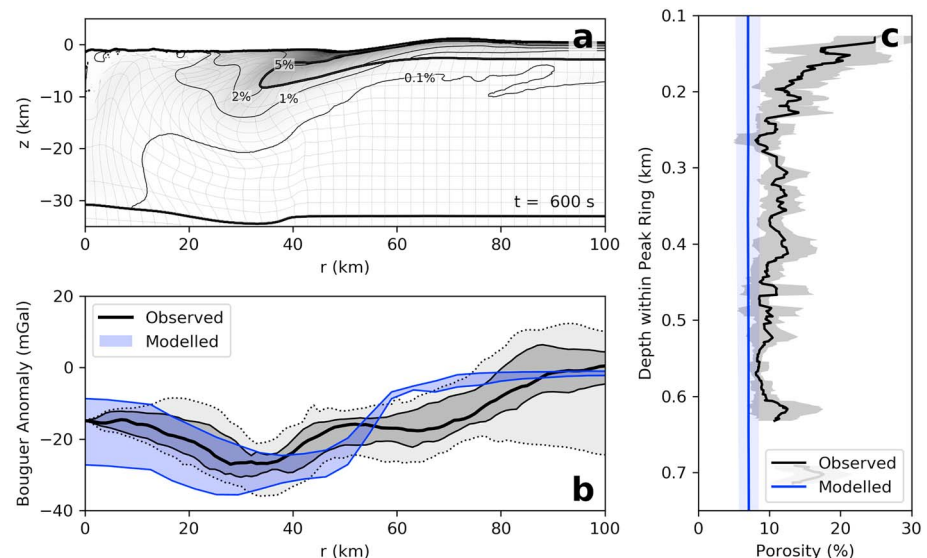 a
0
−10
−20
−30
z (km)
5%
2%
1%
0.1%
t = 600 s
0 20 40 60 80 100
r (km)
20
0
−20
−40
Bouguer Anomaly (mGal)
Observed
Modelled
b
0 20 40 60 80 100
r (km)
c
0.1
0.2
0.3
0.4
0.5
0.6
0.7
Depth within Peak Ring (km)
Observed
Modelled
0 10 20 30
Porosity (%)